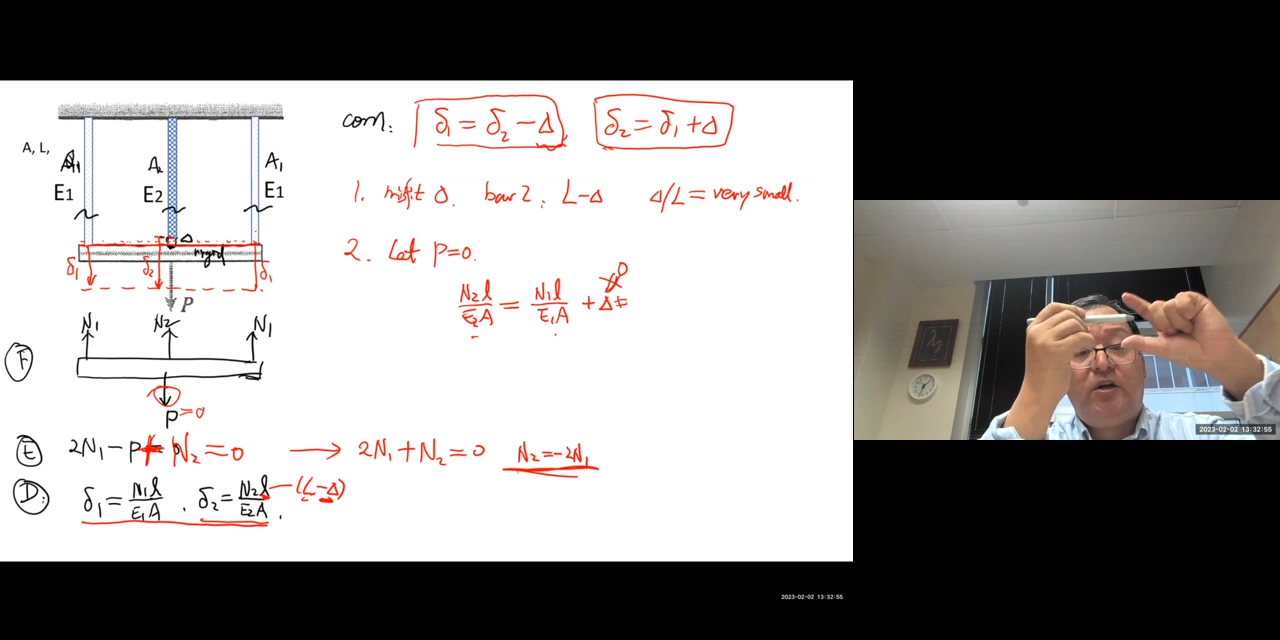 com: δ₁ = δ₂ − Δ δ₂ = δ₁ + Δ
A, L,
A₁ A₂ A₁
E1 E2 E1
Δ
rigid
δ₁ δ₂ δ₁
P
1. misfit Δ. bar 2: L−Δ Δ/L = very small.
2. Let P=0.
N₂l/E₂A = N₁l/E₁A + Δ
0
N₁ N₂ N₁
F
P=0
E 2N₁ − P + N₂ = 0 → 2N₁ + N₂ = 0 N₂ = −2N₁
D: δ₁ = N₁l/E₁A . δ₂ = N₂l/E₂A . (L−Δ)
2023-02-02 13:32:55
2023-02-02 13:32:55